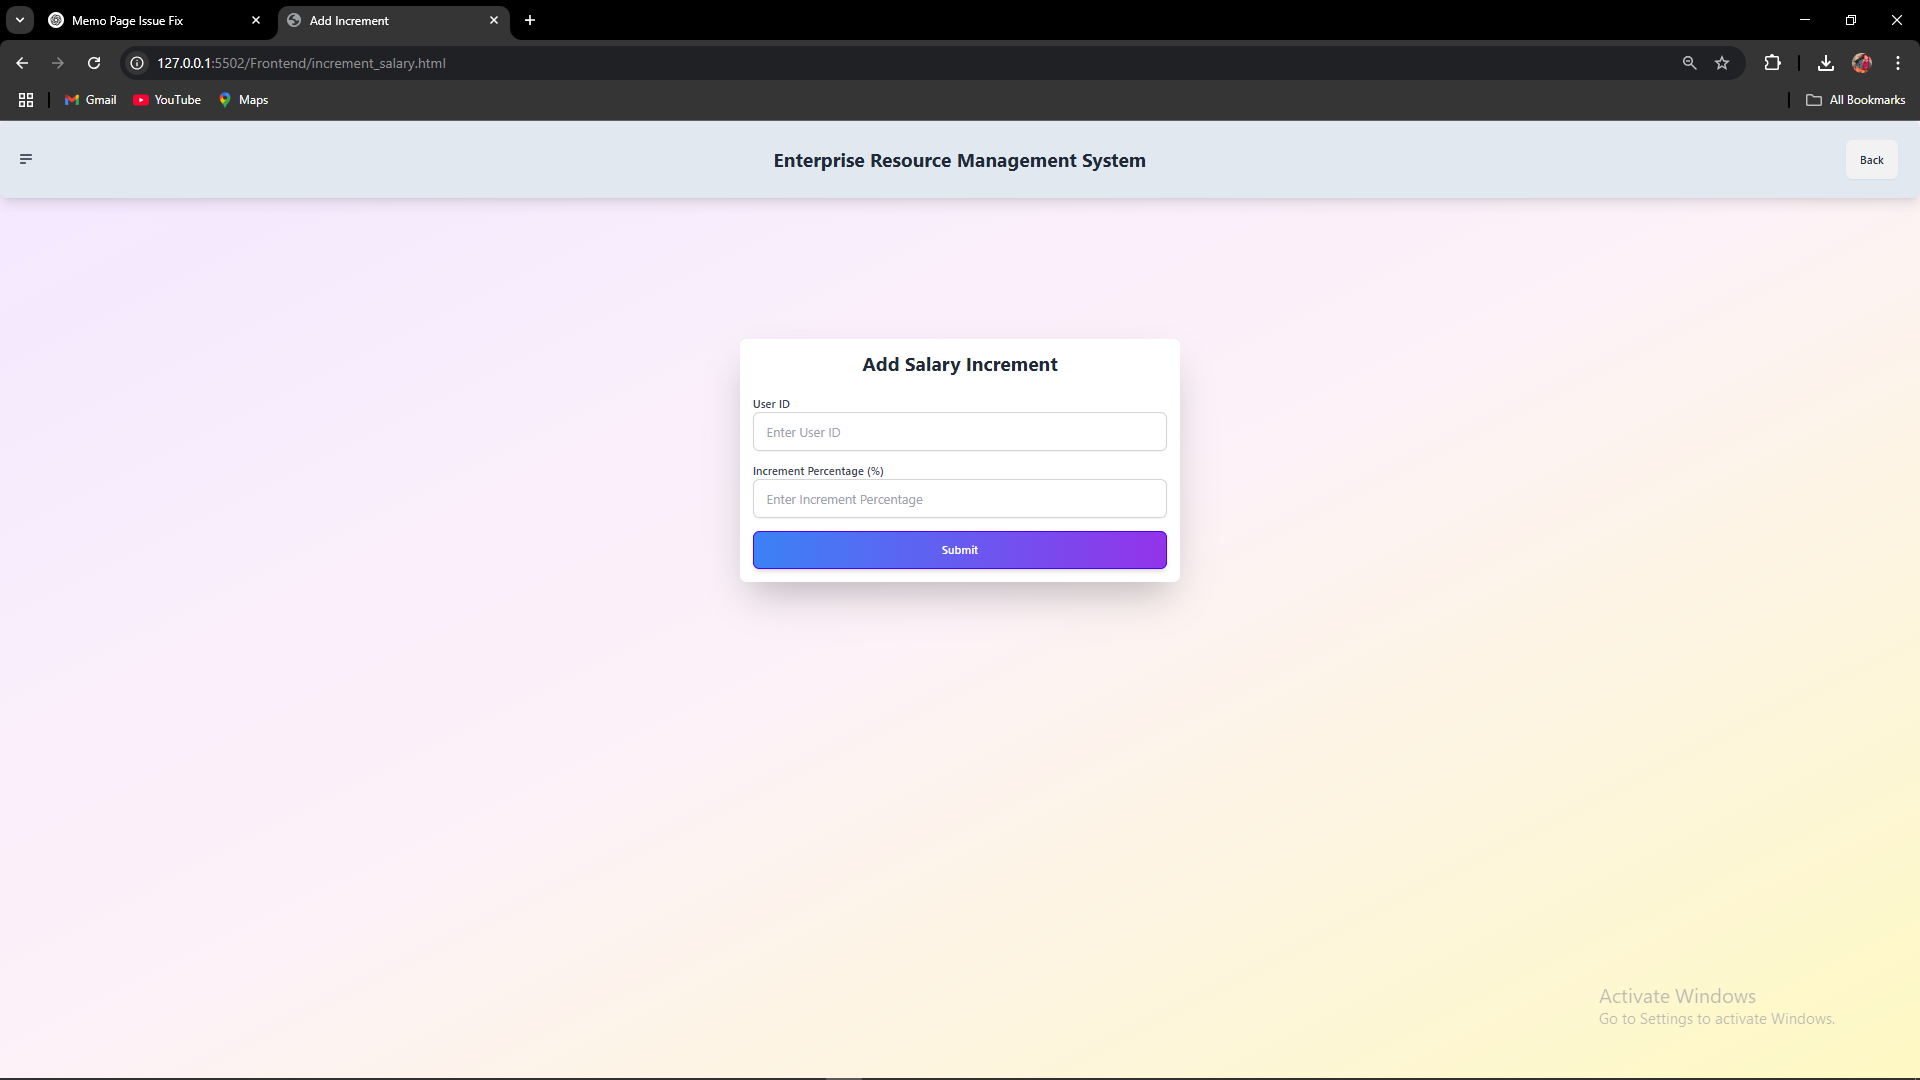 Memo Page Issue Fix
Add Increment
127.0.0.1:5502/Frontend/increment_salary.html
Gmail
YouTube
Maps
All Bookmarks
Enterprise Resource Management System
Back
Add Salary Increment
User ID
Enter User ID
Increment Percentage (%)
Enter Increment Percentage
Submit
Activate Windows
Go to Settings to activate Windows.